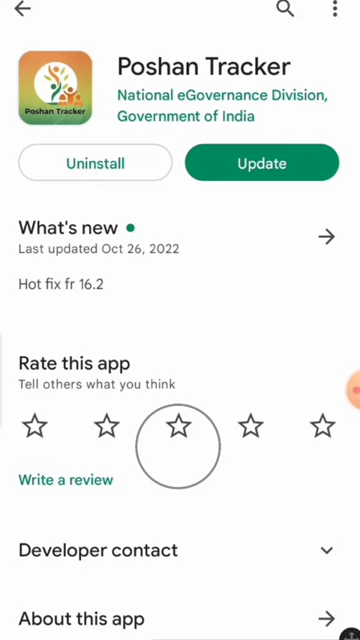 Poshan Tracker
Poshan Tracker
National eGovernance Division,
Government of India
Uninstall
Update
What's new
Last updated Oct 26, 2022
Hot fix fr 16.2
Rate this app
Tell others what you think
Write a review
Developer contact
About this app